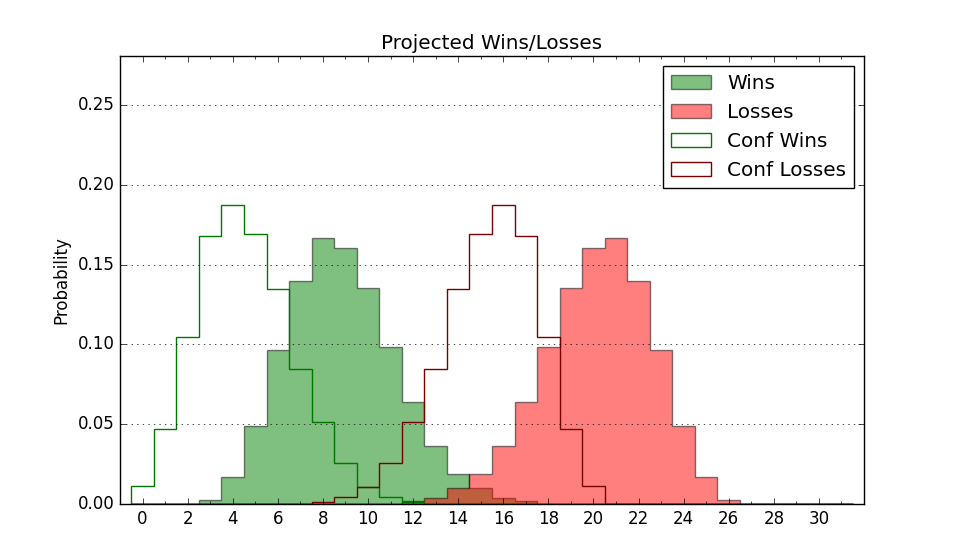 Projected Wins/Losses
Wins
Losses
Conf Wins
Conf Losses
Probability
0.25
0.20
0.15
0.10
0.05
0.00
0 2 4 6 8 10 12 14 16 18 20 22 24 26 28 30